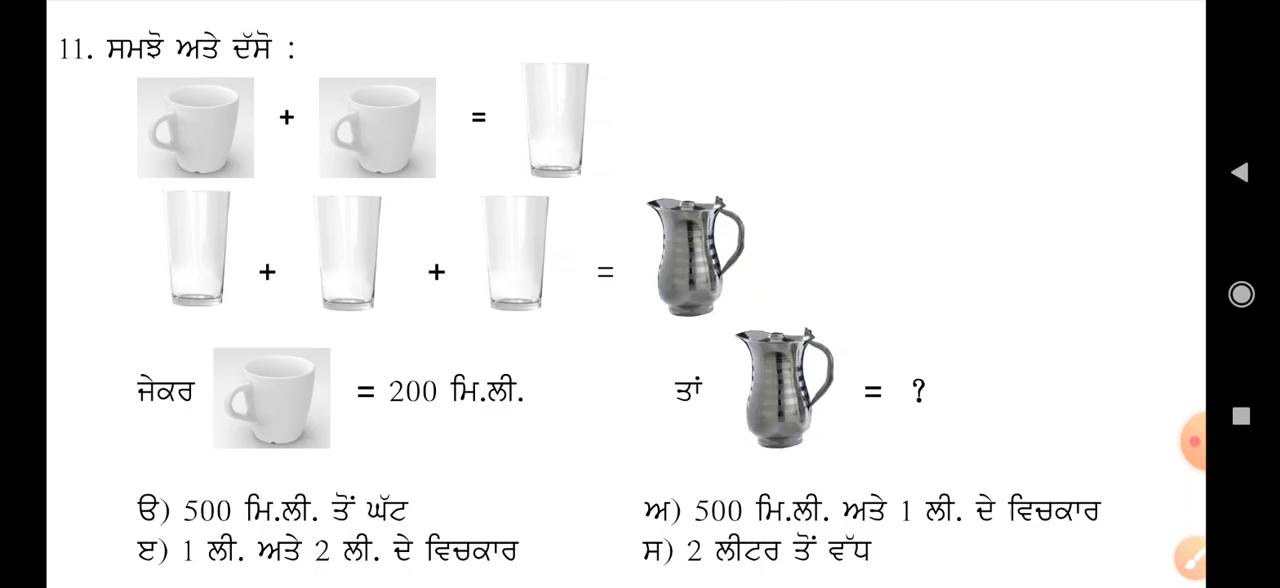 11. ਸਮਝੋ ਅਤੇ ਦੱਸੋ :
+ =
+ + =
ਜੇਕਰ = 200 ਮਿ.ਲੀ. ਤਾਂ = ?
ੳ) 500 ਮਿ.ਲੀ. ਤੋਂ ਘੱਟ ਅ) 500 ਮਿ.ਲੀ. ਅਤੇ 1 ਲੀ. ਦੇ ਵਿਚਕਾਰ
ੲ) 1 ਲੀ. ਅਤੇ 2 ਲੀ. ਦੇ ਵਿਚਕਾਰ ਸ) 2 ਲੀਟਰ ਤੋਂ ਵੱਧ